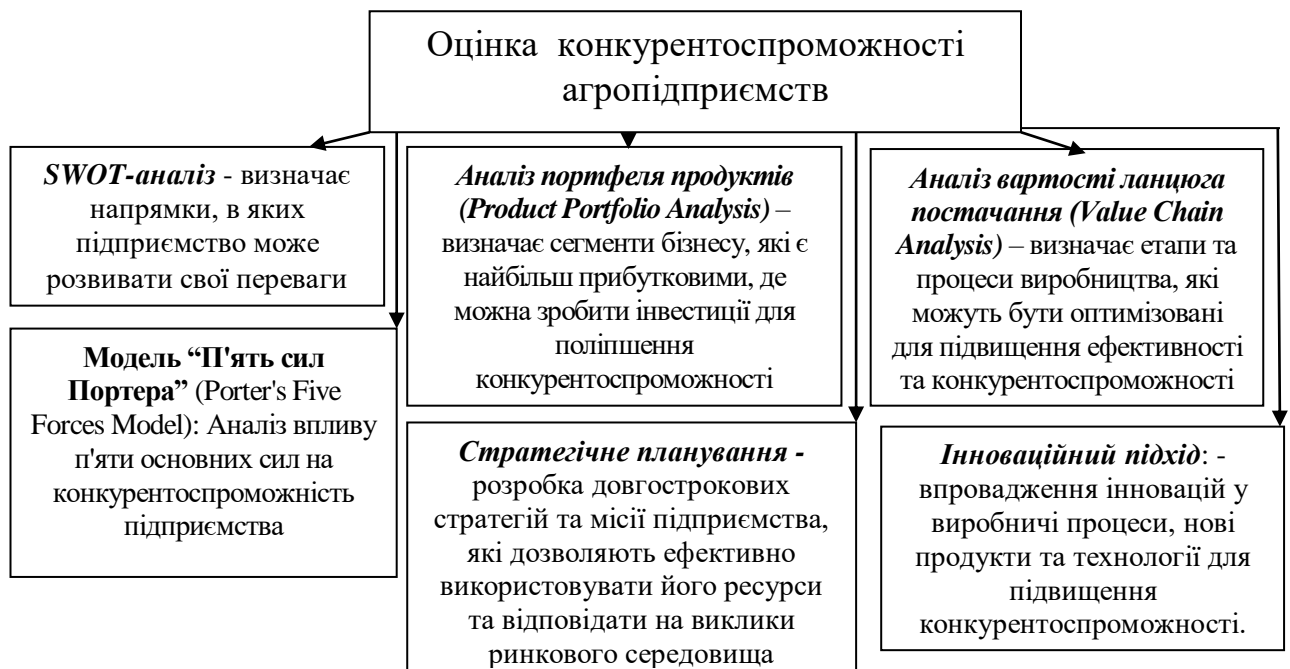 Оцінка конкурентоспроможності
агропідприємств
SWOT-аналіз - визначає
напрямки, в яких
підприємство може
розвивати свої переваги
Модель “П'ять сил
Портера” (Porter's Five
Forces Model): Аналіз впливу
п'яти основних сил на
конкурентоспроможність
підприємства
Аналіз портфеля продуктів
(Product Portfolio Analysis) –
визначає сегменти бізнесу, які є
найбільш прибутковими, де
можна зробити інвестиції для
поліпшення
конкурентоспроможності
Стратегічне планування -
розробка довгострокових
стратегій та місії підприємства,
які дозволяють ефективно
використовувати його ресурси
та відповідати на виклики
ринкового середовища
Аналіз вартості ланцюга
постачання (Value Chain
Analysis) – визначає етапи та
процеси виробництва, які
можуть бути оптимізовані
для підвищення ефективності
та конкурентоспроможності
Інноваційний підхід: -
впровадження інновацій у
виробничі процеси, нові
продукти та технології для
підвищення
конкурентоспроможності.